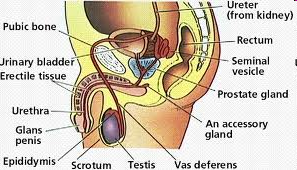 Ureter
(from kidney)
Pubic bone
Rectum
Urinary bladder
Seminal
vesicle
Erectile tissue
Prostate gland
Urethra
Glans
penis
An accessory
gland
Epididymis
Scrotum
Testis
Vas deferens